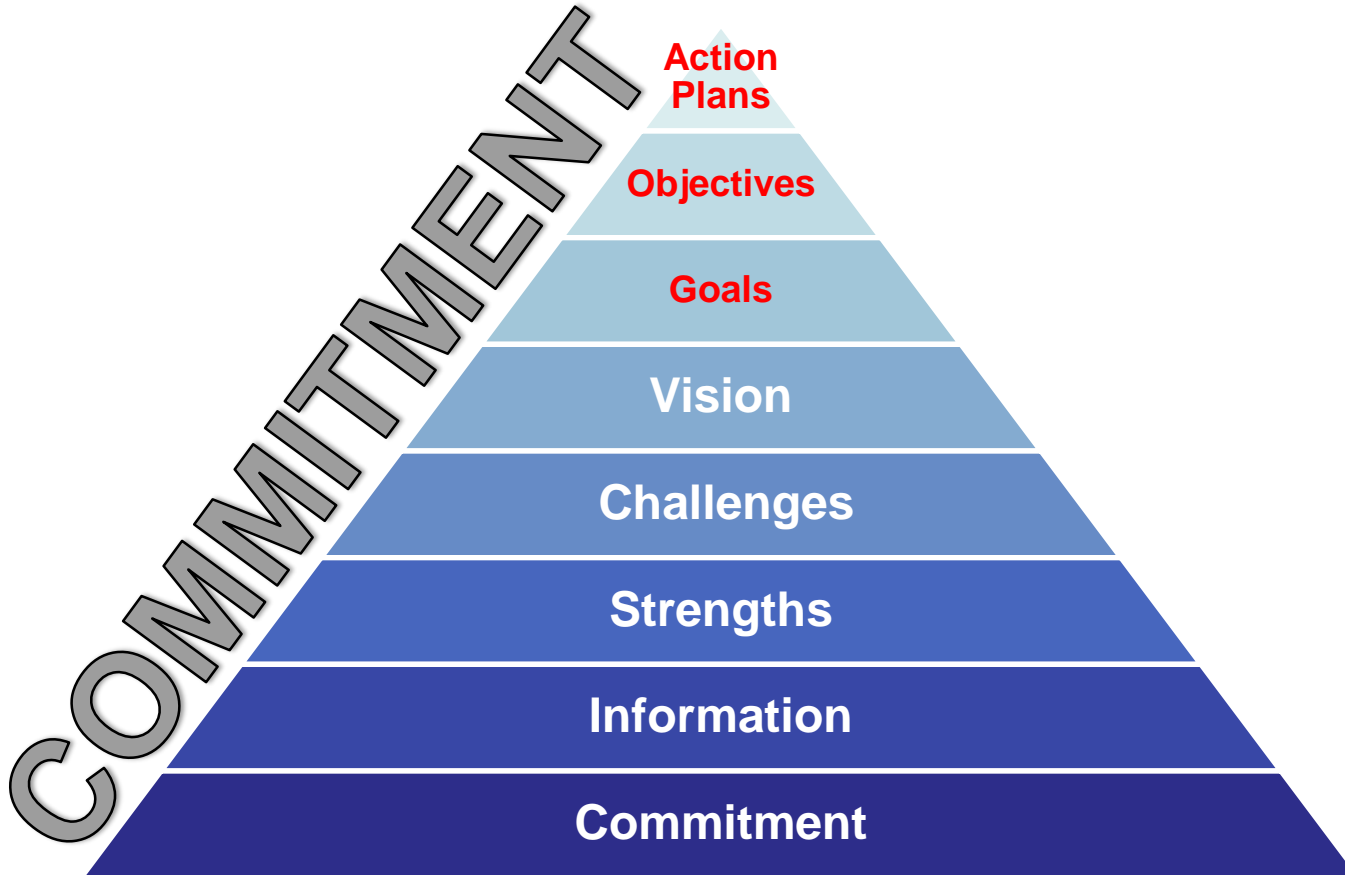 COMMITMENT
Action
Plans
Objectives
Goals
Vision
Challenges
Strengths
Information
Commitment